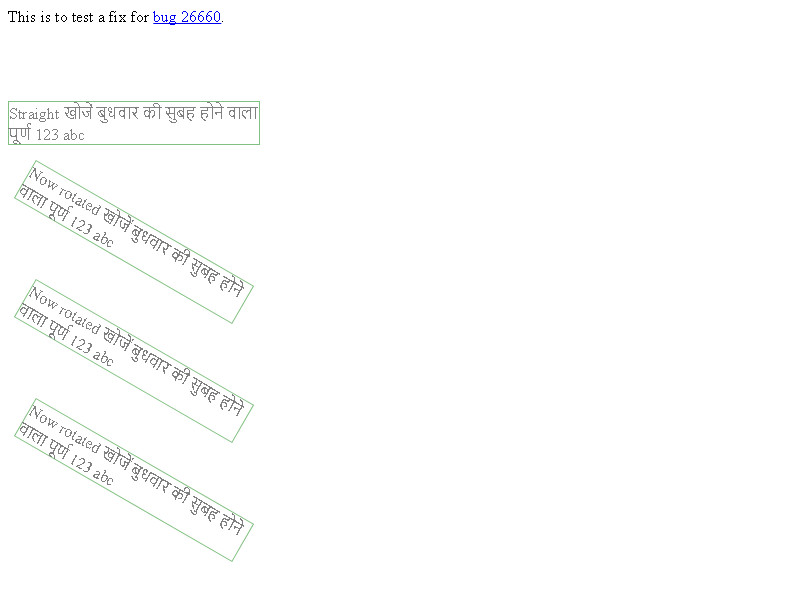 This is to test a fix for bug 26660.
Straight खोजें बुधवार की सुबह होने वाला
पूर्ण 123 abc
Now rotated खोजें बुधवार की सुबह होने
वाला पूर्ण 123 abc
Now rotated खोजें बुधवार की सुबह होने
वाला पूर्ण 123 abc
Now rotated खोजें बुधवार की सुबह होने
वाला पूर्ण 123 abc